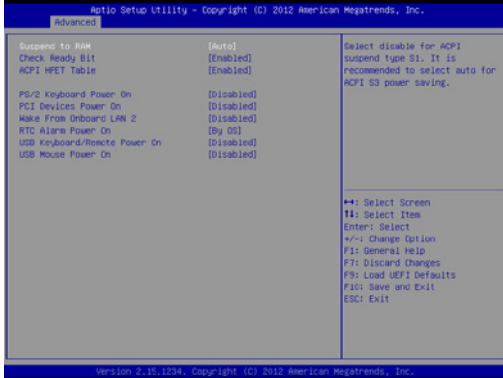 Aptio Setup Utility – Copyright (C) 2012 American Megatrends, Inc.
Advanced
Suspend to RAM [Auto]
Check Ready Bit [Enabled]
ACPI HPET Table [Enabled]
PS/2 Keyboard Power On [Disabled]
PCI Devices Power On [Disabled]
Wake From Onboard LAN 2 [Disabled]
RTC Alarm Power On [By OS]
USB Keyboard/Remote Power On [Disabled]
USB Mouse Power On [Disabled]
Select disable for ACPI
suspend type S1. It is
recommended to select auto for
ACPI S3 power saving.
↔: Select Screen
↑↓: Select Item
Enter: Select
+/-: Change Option
F1: General Help
F7: Discard Changes
F9: Load UEFI Defaults
F10: Save and Exit
ESC: Exit
Version 2.15.1234. Copyright (C) 2012 American Megatrends, Inc.